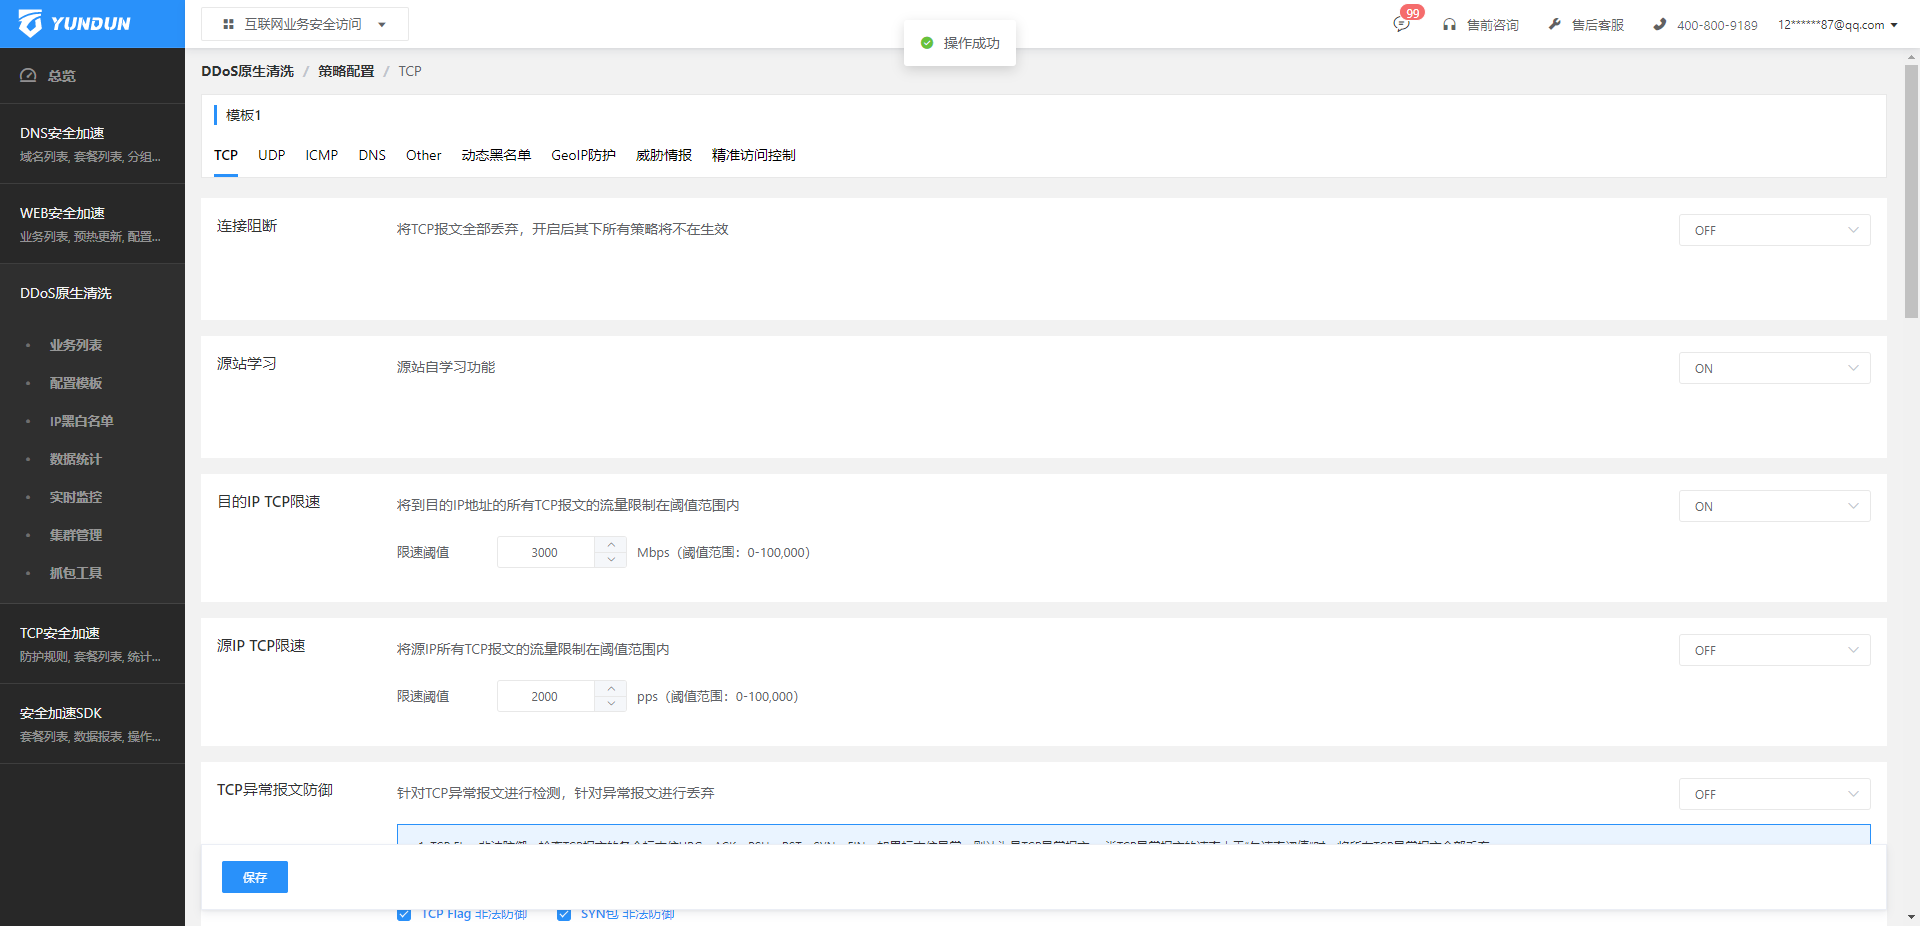 YUNDUN
互联网业务安全访问
99
售前咨询
售后客服
400-800-9189
12******87@qq.com
操作成功
总览
DNS安全加速
域名列表, 套餐列表, 分组...
WEB安全加速
业务列表, 预热更新, 配置...
DDoS原生清洗
业务列表
配置模板
IP黑白名单
数据统计
实时监控
集群管理
抓包工具
TCP安全加速
防护规则, 套餐列表, 统计...
安全加速SDK
套餐列表, 数据报表, 操作...
DDoS原生清洗 / 策略配置 / TCP
模板1
TCP UDP ICMP DNS Other 动态黑名单 GeoIP防护 威胁情报 精准访问控制
连接阻断 将TCP报文全部丢弃，开启后其下所有策略将不在生效 OFF
源站学习 源站自学习功能 ON
目的IP TCP限速 将到目的IP地址的所有TCP报文的流量限制在阈值范围内 ON
限速阈值 3000 Mbps（阈值范围：0-100,000）
源IP TCP限速 将源IP所有TCP报文的流量限制在阈值范围内 OFF
限速阈值 2000 pps（阈值范围：0-100,000）
TCP异常报文防御 针对TCP异常报文进行检测，针对异常报文进行丢弃 OFF
保存
TCP Flag 非法防御 SYN包 非法防御